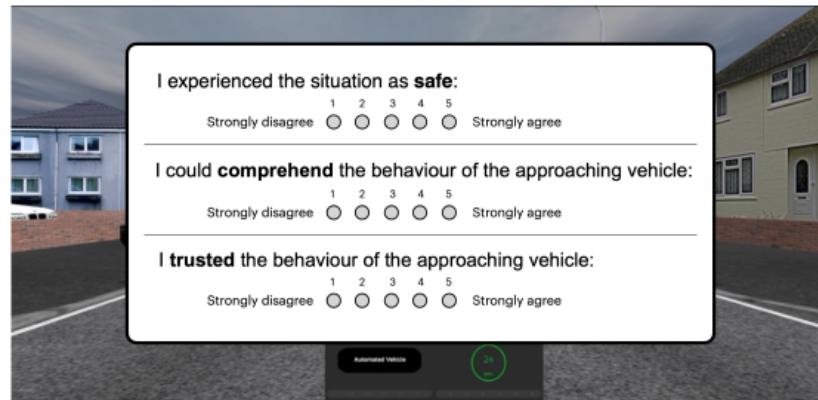 I experienced the situation as safe:
1 2 3 4 5
Strongly disagree Strongly agree
I could comprehend the behaviour of the approaching vehicle:
1 2 3 4 5
Strongly disagree Strongly agree
I trusted the behaviour of the approaching vehicle:
1 2 3 4 5
Strongly disagree Strongly agree
Automated Vehicle
24